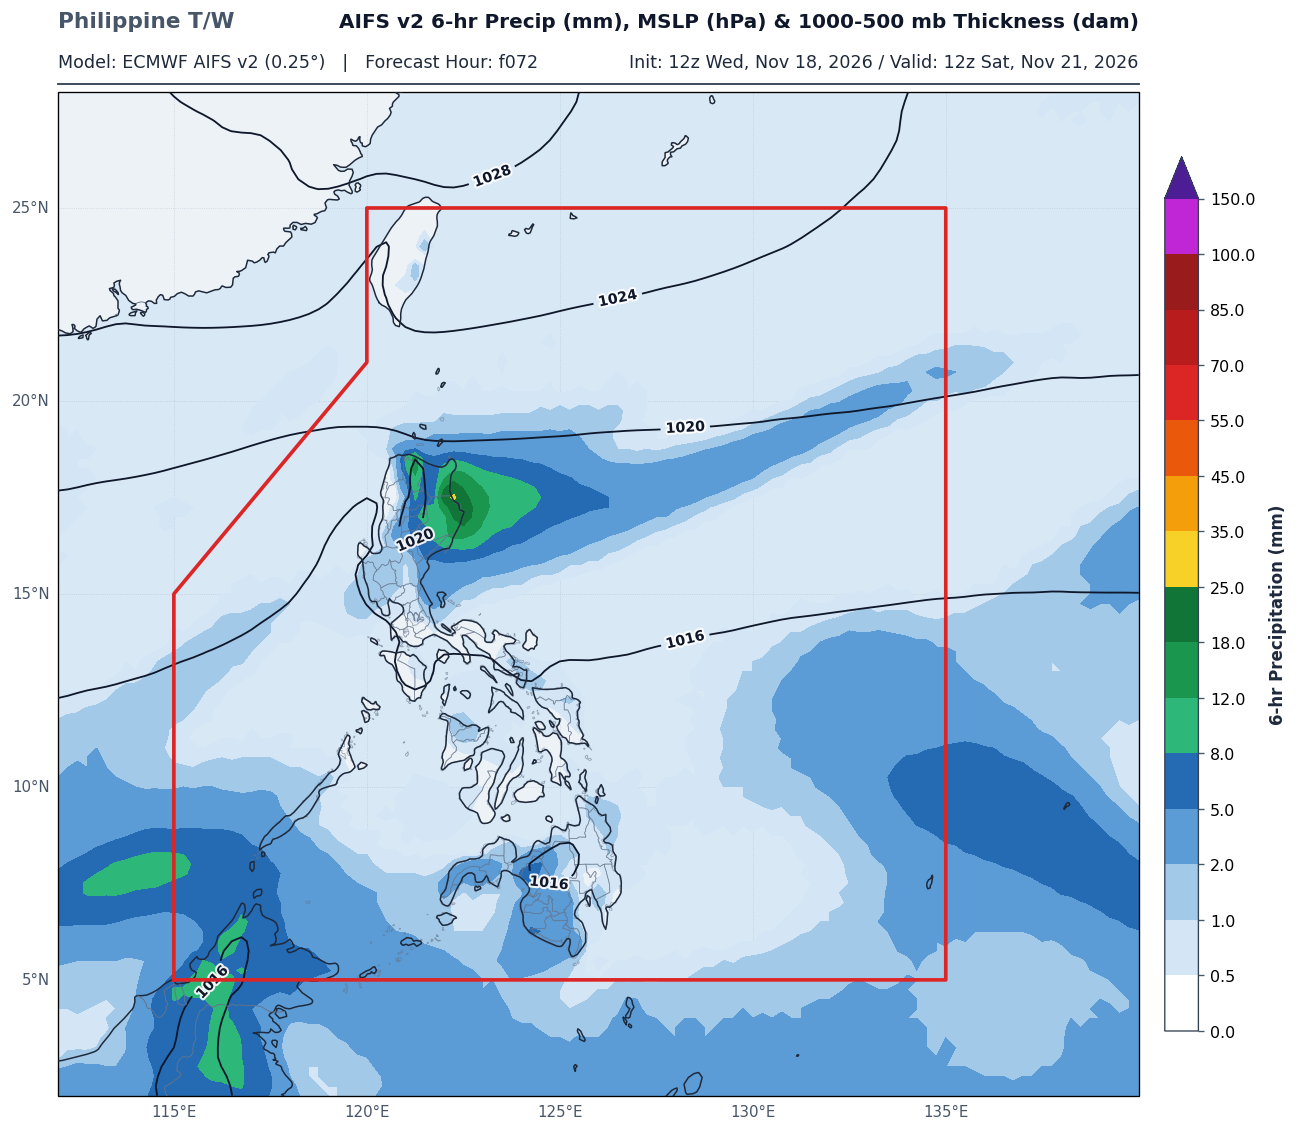 Philippine T/W
AIFS v2 6-hr Precip (mm), MSLP (hPa) & 1000-500 mb Thickness (dam)
Model: ECMWF AIFS v2 (0.25°) | Forecast Hour: f072
Init: 12z Wed, Nov 18, 2026 / Valid: 12z Sat, Nov 21, 2026
1028
25°N
1024
20°N
1020
1020
15°N
1016
10°N
1016
5°N
1016
115°E
120°E
125°E
130°E
135°E
150.0
100.0
85.0
70.0
55.0
45.0
35.0
25.0
18.0
12.0
8.0
5.0
2.0
1.0
0.5
0.0
6-hr Precipitation (mm)